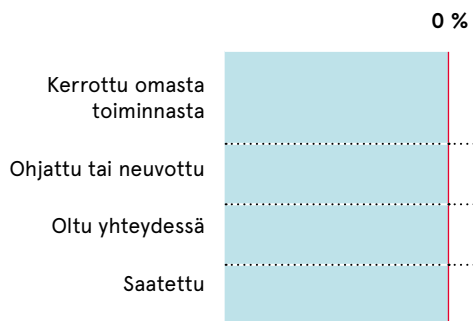 0 %
Kerrottu omasta
toiminnasta
Ohjattu tai neuvottu
Oltu yhteydessä
Saatettu